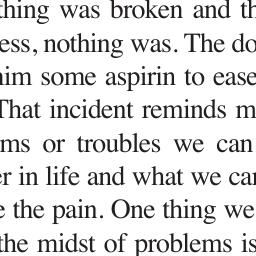 thing was broken and th
ess, nothing was. The do
him some aspirin to ease
That incident reminds m
ms or troubles we can
er in life and what we can
e the pain. One thing we
the midst of problems is